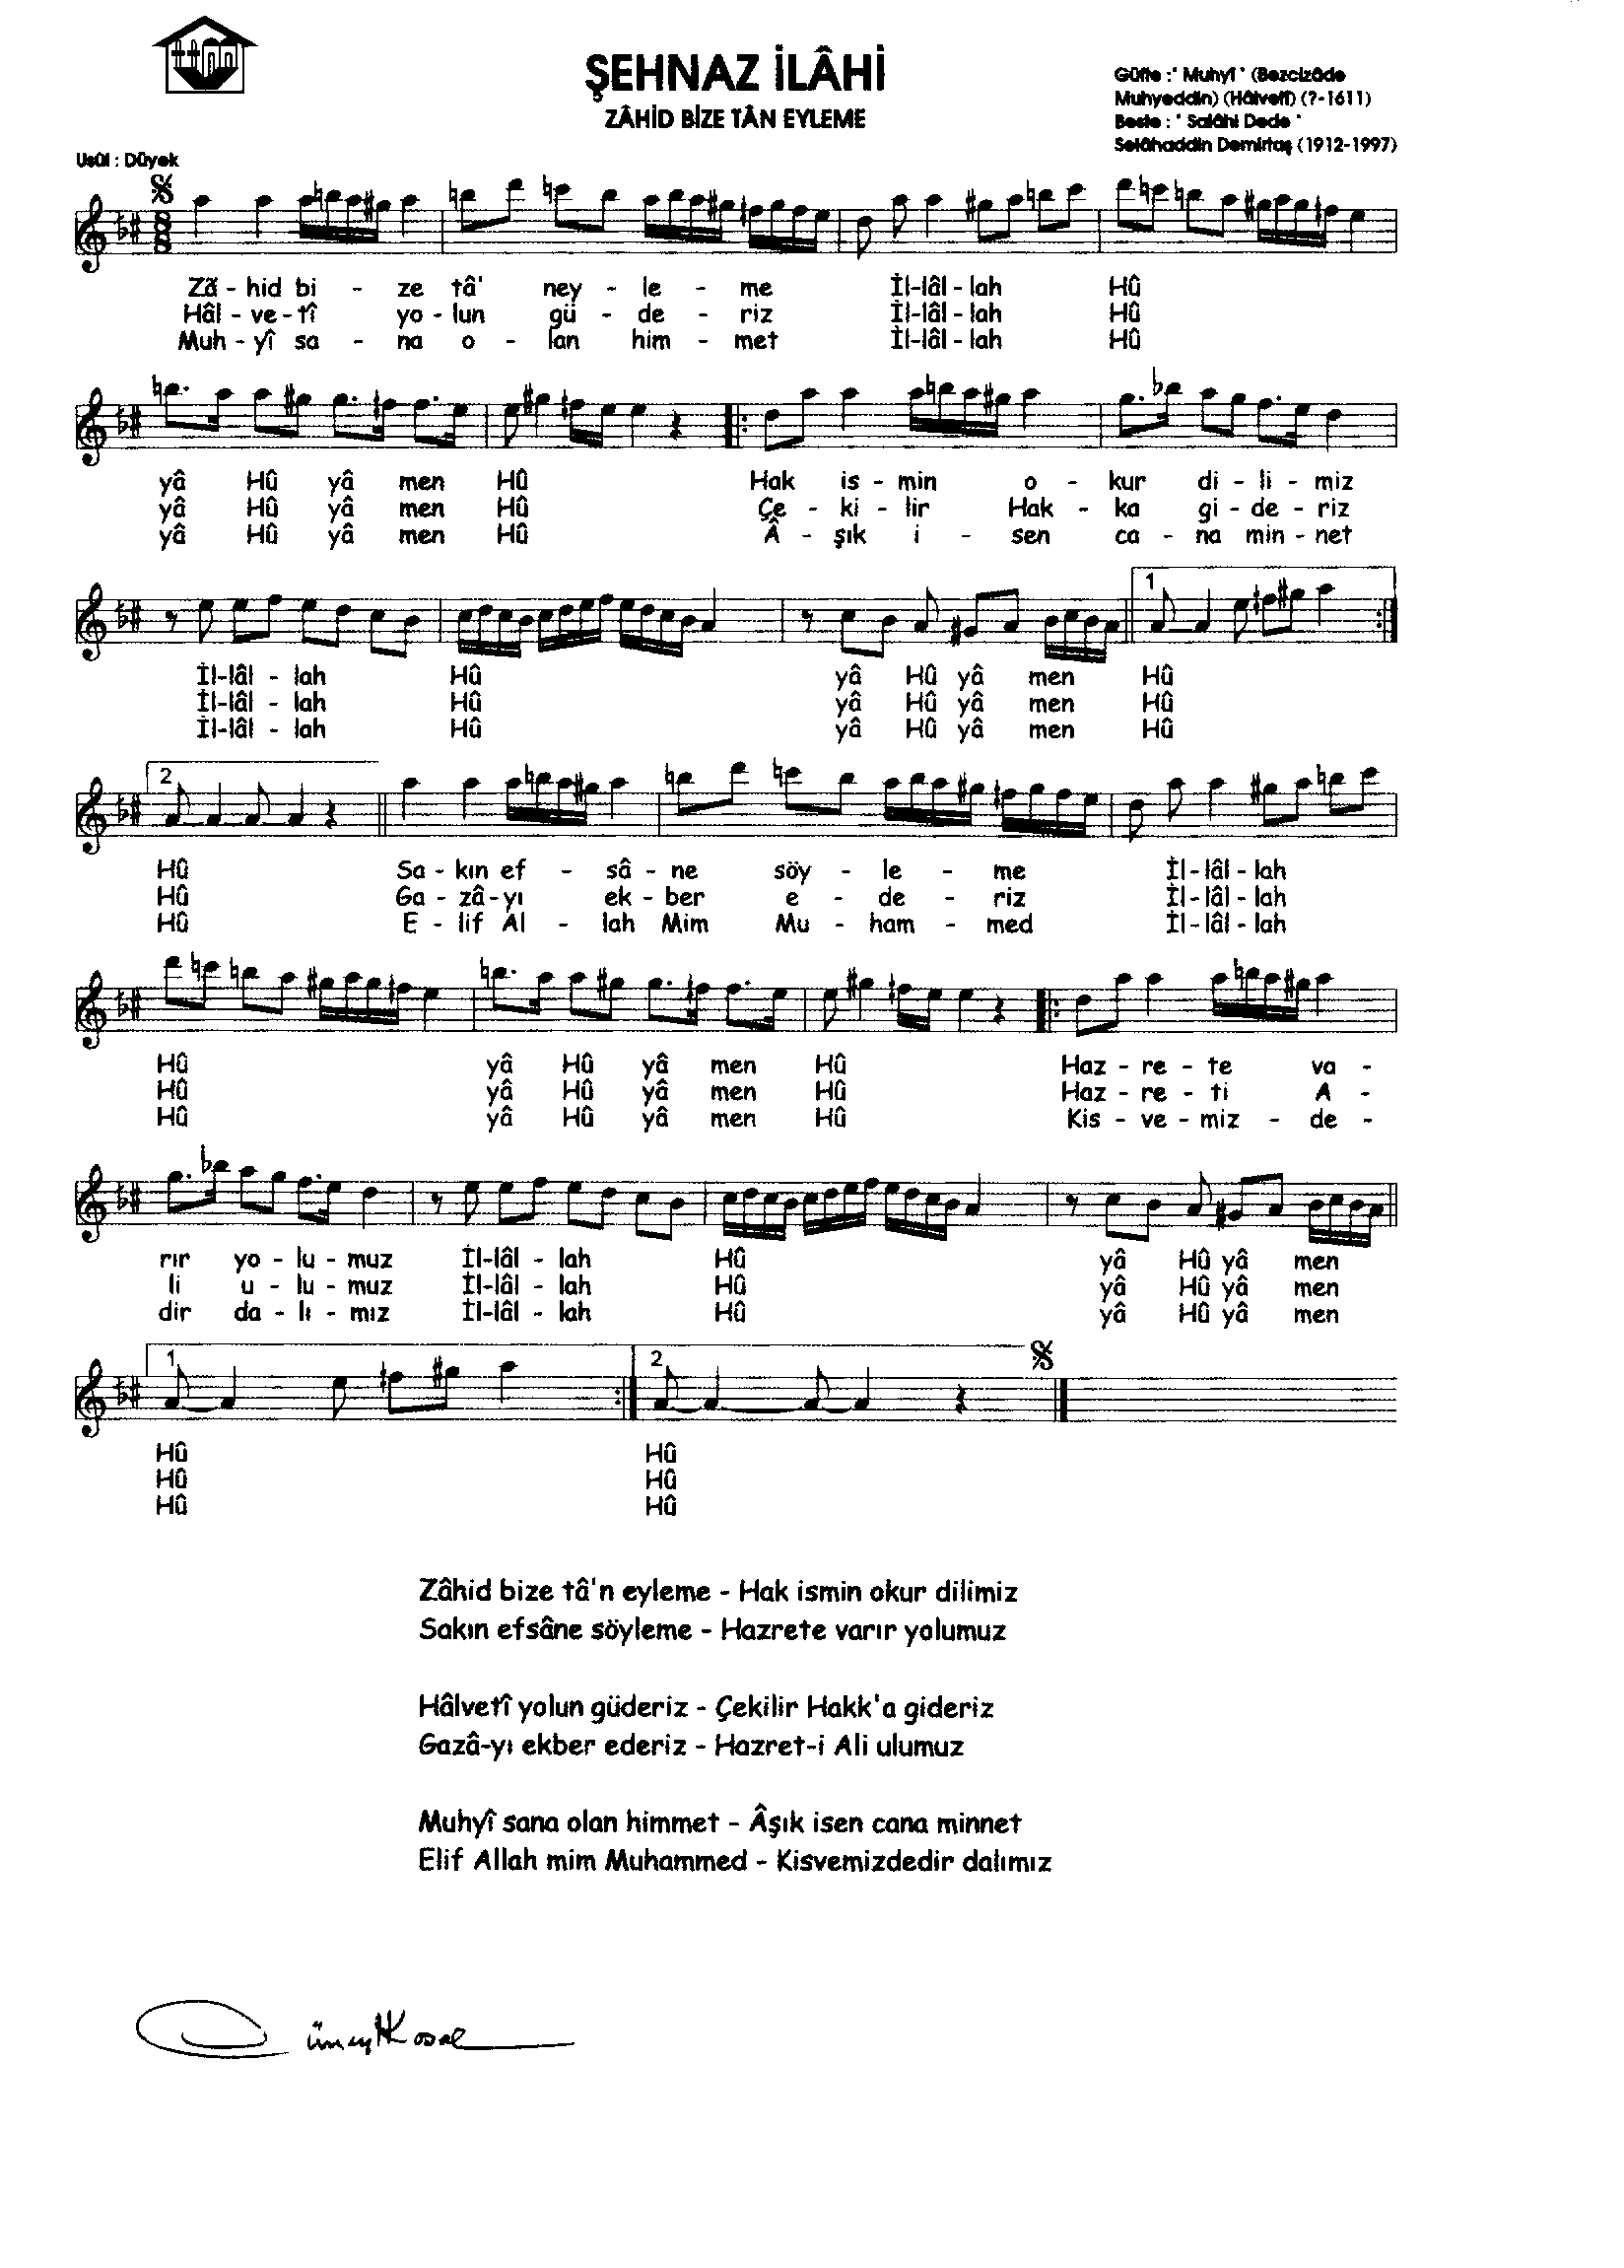 ŞEHNAZ İLÂHİ
ZÂHİD BİZE TÂN EYLEME
Güfte :" Muhyî " (Bezcizâde
Muhyeddin) (Hâlvetî) (?-1611)
Beste : " Salâhi Dede "
Selâhaddin Demirtaş (1912-1997)
Usûl : Düyek
Zâ - hid bi - ze tâ' ney - le - me İl-lâl - lah Hû
Hâl - ve - tî yo - lun gü - de - riz İl-lâl - lah Hû
Muh - yî sa - na o - lan him - met İl-lâl - lah Hû
yâ Hû yâ men Hû Hak is - min o - kur di - li - miz
yâ Hû yâ men Hû Çe - ki - lir Hak - ka gi - de - riz
yâ Hû yâ men Hû Â - şık i - sen ca - na min - net
1
İl-lâl - lah Hû yâ Hû yâ men Hû
İl-lâl - lah Hû yâ Hû yâ men Hû
İl-lâl - lah Hû yâ Hû yâ men Hû
2
Hû Sa - kın ef - sâ - ne söy - le - me İl-lâl - lah
Hû Ga - zâ - yı ek - ber e - de - riz İl-lâl - lah
Hû E - lif Al - lah Mim Mu - ham - med İl-lâl - lah
Hû yâ Hû yâ men Hû Haz - re - te va -
Hû yâ Hû yâ men Hû Haz - re - ti A -
Hû yâ Hû yâ men Hû Kis - ve - miz - de -
rır yo - lu - muz İl-lâl - lah Hû yâ Hû yâ men
li u - lu - muz İl-lâl - lah Hû yâ Hû yâ men
dir da - lı - mız İl-lâl - lah Hû yâ Hû yâ men
1 2
Hû Hû
Hû Hû
Hû Hû
Zâhid bize tâ'n eyleme - Hak ismin okur dilimiz
Sakın efsâne söyleme - Hazrete varır yolumuz
Hâlvetî yolun güderiz - Çekilir Hakk'a gideriz
Gazâ-yı ekber ederiz - Hazret-i Ali ulumuz
Muhyî sana olan himmet - Âşık isen cana minnet
Elif Allah mim Muhammed - Kisvemizdedir dalımız